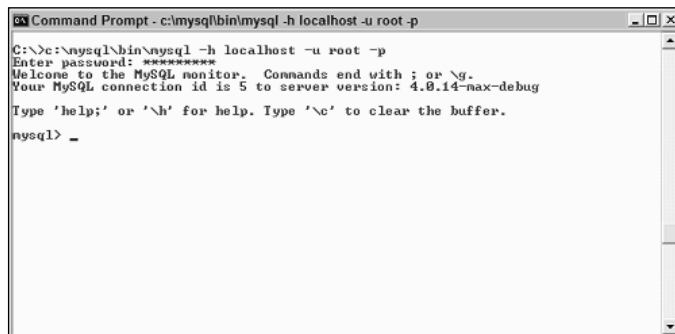 Command Prompt - c:\mysql\bin\mysql -h localhost -u root -p
C:\>c:\mysql\bin\mysql -h localhost -u root -p
Enter password: *********
Welcome to the MySQL monitor.  Commands end with ; or \g.
Your MySQL connection id is 5 to server version: 4.0.14-max-debug
Type 'help;' or '\h' for help. Type '\c' to clear the buffer.
mysql> _